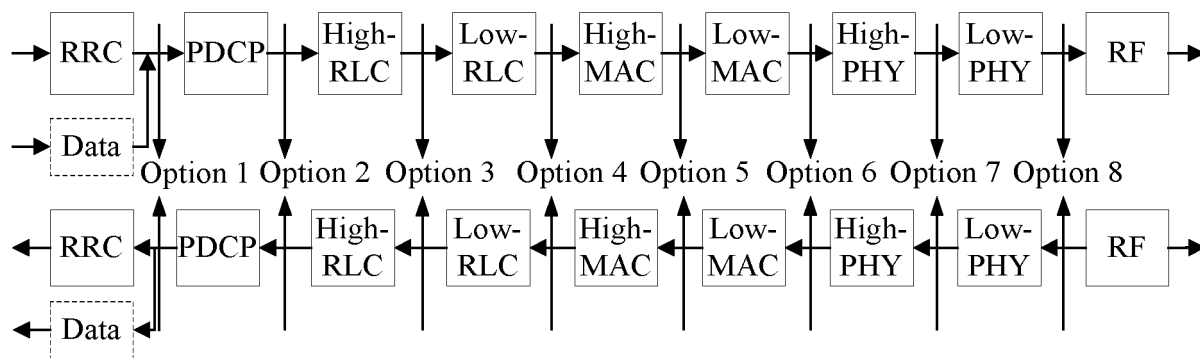 RRC
PDCP
High-
RLC
Low-
RLC
High-
MAC
Low-
MAC
High-
PHY
Low-
PHY
RF
Data
Option 1 Option 2 Option 3 Option 4 Option 5 Option 6 Option 7 Option 8
RRC
PDCP
High-
RLC
Low-
RLC
High-
MAC
Low-
MAC
High-
PHY
Low-
PHY
RF
Data